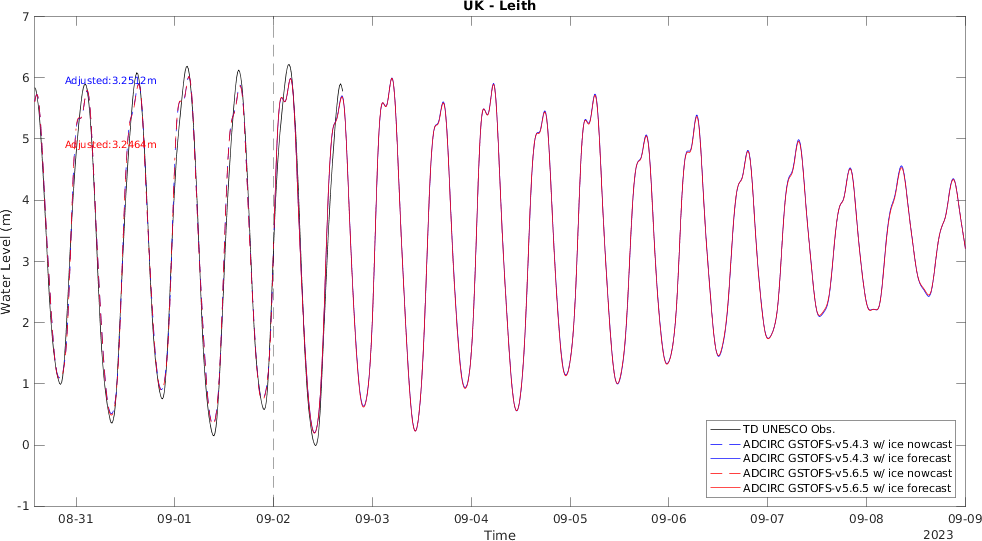 UK - Leith
7
6
5
4
3
2
1
0
-1
Water Level (m)
Adjusted:3.2512m
Adjusted:3.2464m
TD UNESCO Obs.
ADCIRC GSTOFS-v5.4.3 w/ ice nowcast
ADCIRC GSTOFS-v5.4.3 w/ ice forecast
ADCIRC GSTOFS-v5.6.5 w/ ice nowcast
ADCIRC GSTOFS-v5.6.5 w/ ice forecast
08-31 09-01 09-02 09-03 09-04 09-05 09-06 09-07 09-08 09-09
Time
2023